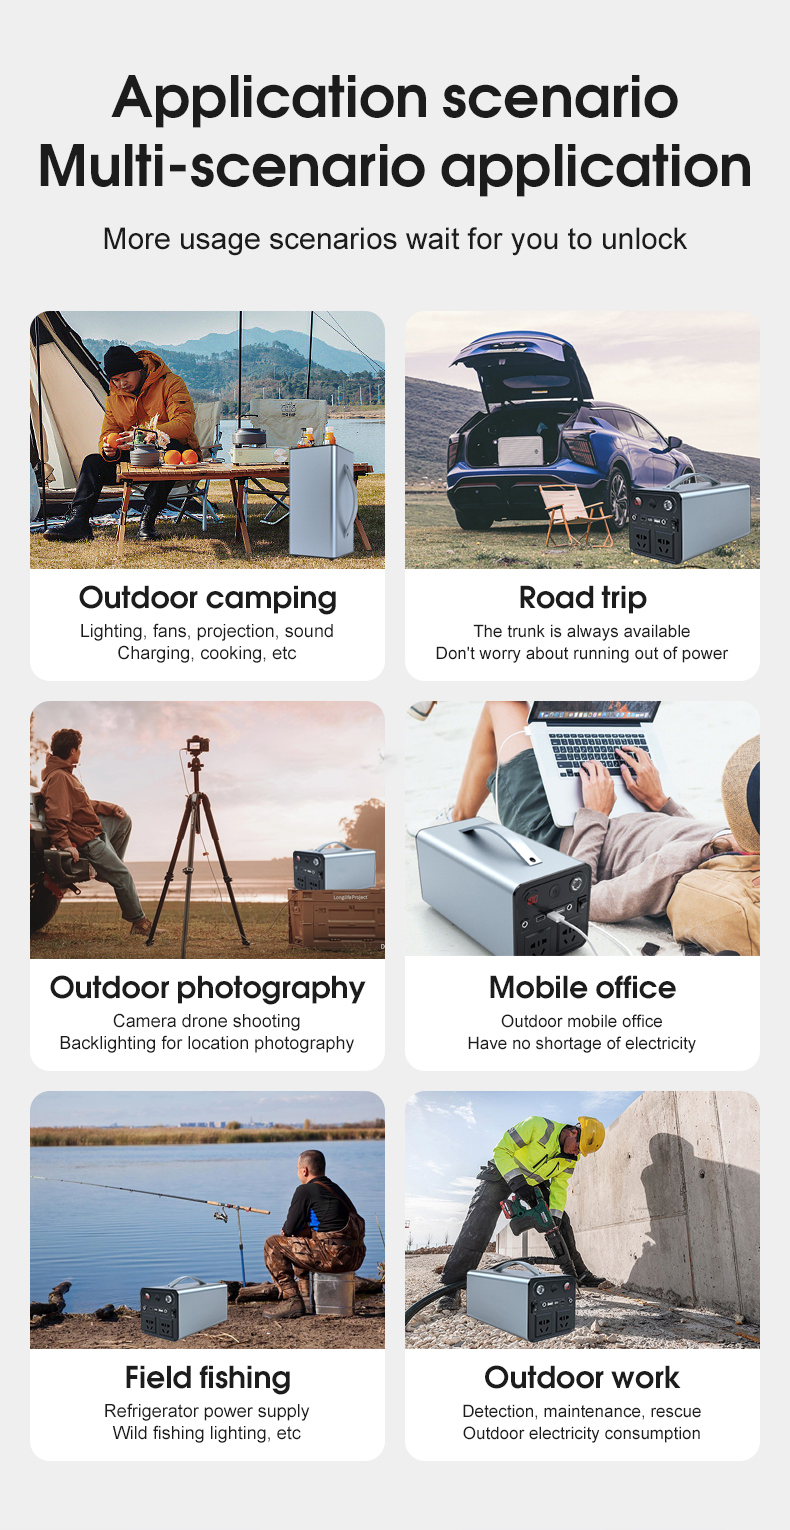 Application scenario
Multi-scenario application
More usage scenarios wait for you to unlock
Outdoor camping
Lighting, fans, projection, sound
Charging, cooking, etc
Road trip
The trunk is always available
Don't worry about running out of power
LonglifeProject
Outdoor photography
Camera drone shooting
Backlighting for location photography
Mobile office
Outdoor mobile office
Have no shortage of electricity
Field fishing
Refrigerator power supply
Wild fishing lighting, etc
Outdoor work
Detection, maintenance, rescue
Outdoor electricity consumption